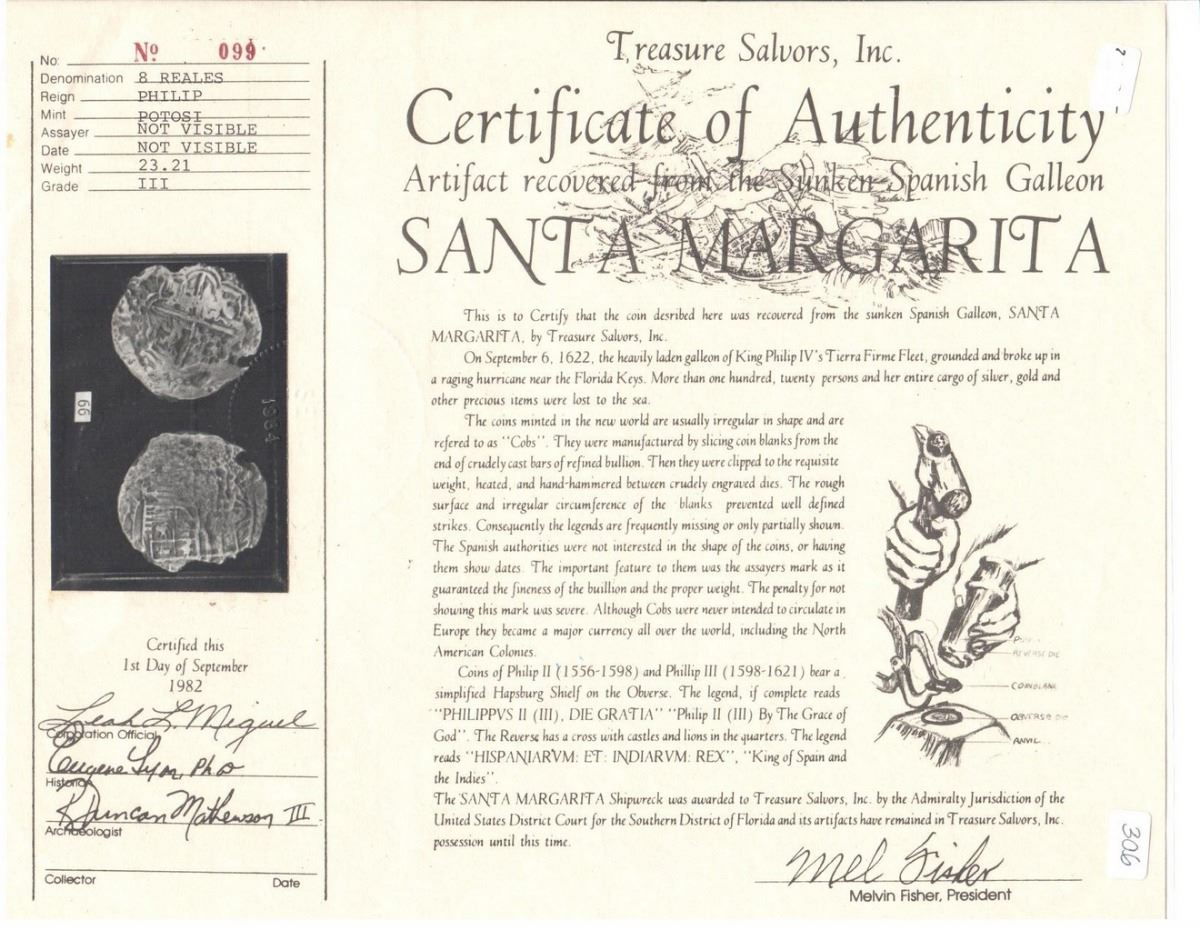 No: Nº 099
Denomination 8 REALES
Reign PHILIP
Mint POTOSI
Assayer NOT VISIBLE
Date NOT VISIBLE
Weight 23.21
Grade III
66
1984
Certified this
1st Day of September
1982
Leah L Miguel
Corporation Official
Eugene Lyon, PhD
Historian
R Duncan Mathewson III
Archaeologist
Collector Date
Treasure Salvors, Inc.
Certificate of Authenticity
Artifact recovered from the Sunken Spanish Galleon
SANTA MARGARITA
This is to Certify that the coin desribed here was recovered from the sunken Spanish Galleon, SANTA
MARGARITA, by Treasure Salvors, Inc.
On September 6, 1622, the heavily laden galleon of King Philip IV's Tierra Firme Fleet, grounded and broke up in
a raging hurricane near the Florida Keys. More than one hundred, twenty persons and her entire cargo of silver, gold and
other precious items were lost to the sea.
The coins minted in the new world are usually irregular in shape and are
refered to as "Cobs". They were manufactured by slicing coin blanks from the
end of crudely cast bars of refined bullion. Then they were clipped to the requisite
weight, heated, and hand-hammered between crudely engraved dies. The rough
surface and irregular circumference of the blanks prevented well defined
strikes. Consequently the legends are frequently missing or only partially shown.
The Spanish authorities were not interested in the shape of the coins, or having
them show dates. The important feature to them was the assayers mark as it
guaranteed the fineness of the buillion and the proper weight. The penalty for not
showing this mark was severe. Although Cobs were never intended to circulate in
Europe they became a major currency all over the world, including the North
American Colonies.
Coins of Philip II (1556-1598) and Phillip III (1598-1621) bear a
simplified Hapsburg Shielf on the Obverse. The legend, if complete reads
"PHILIPPVS II (III), DIE GRATIA" "Philip II (III) By The Grace of
God". The Reverse has a cross with castles and lions in the quarters. The legend
reads "HISPANIARVM: ET: INDIARVM: REX", "King of Spain and
the Indies".
REVERSE DIE
COIN BLANK
OBVERSE DIE
ANVIL
The SANTA MARGARITA Shipwreck was awarded to Treasure Salvors, Inc. by the Admiralty Jurisdiction of the
United States District Court for the Southern District of Florida and its artifacts have remained in Treasure Salvors, Inc.
possession until this time.
Mel Fisher
Melvin Fisher, President
306